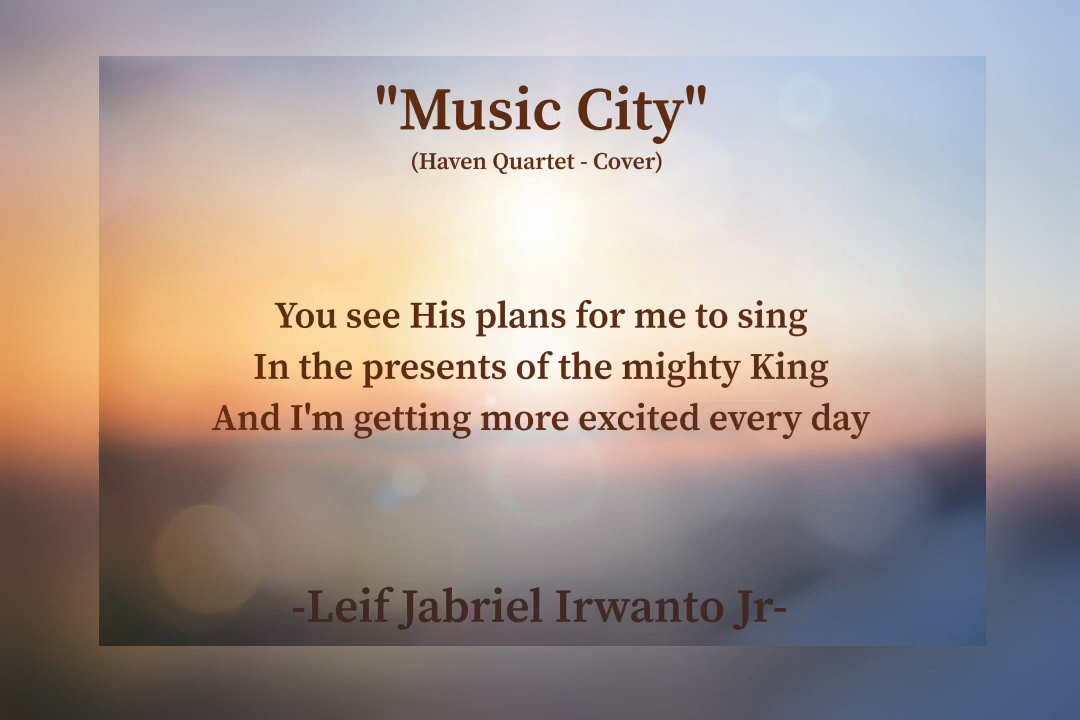 "Music City"
(Haven Quartet - Cover)
You see His plans for me to sing
In the presents of the mighty King
And I'm getting more excited every day
-Leif Jabriel Irwanto Jr-